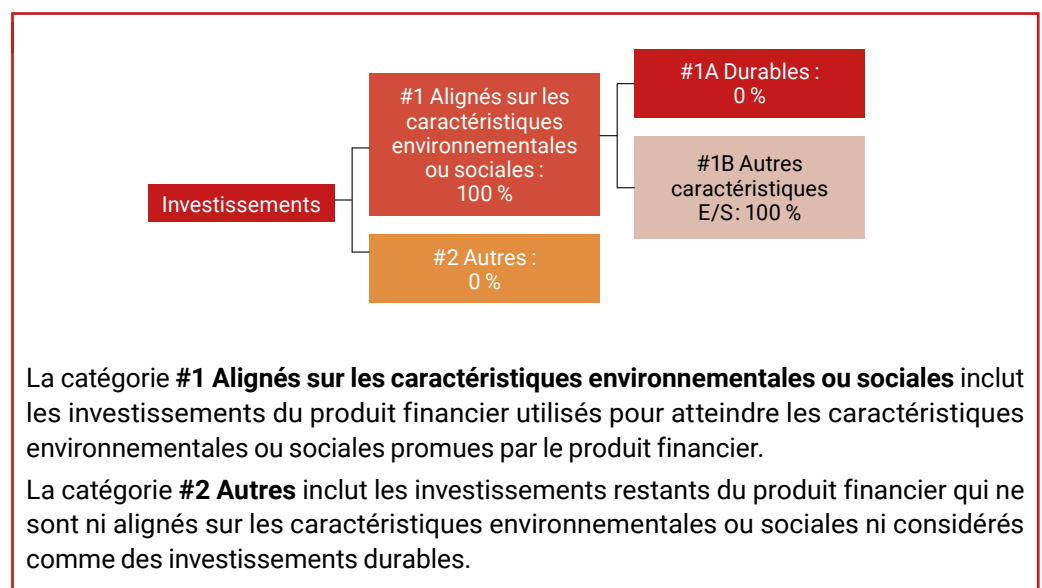 Investissements
#1 Alignés sur les
caractéristiques
environnementales
ou sociales :
100 %
#2 Autres :
0 %
#1A Durables :
0 %
#1B Autres
caractéristiques
E/S : 100 %
La catégorie #1 Alignés sur les caractéristiques environnementales ou sociales inclut
les investissements du produit financier utilisés pour atteindre les caractéristiques
environnementales ou sociales promues par le produit financier.
La catégorie #2 Autres inclut les investissements restants du produit financier qui ne
sont ni alignés sur les caractéristiques environnementales ou sociales ni considérés
comme des investissements durables.